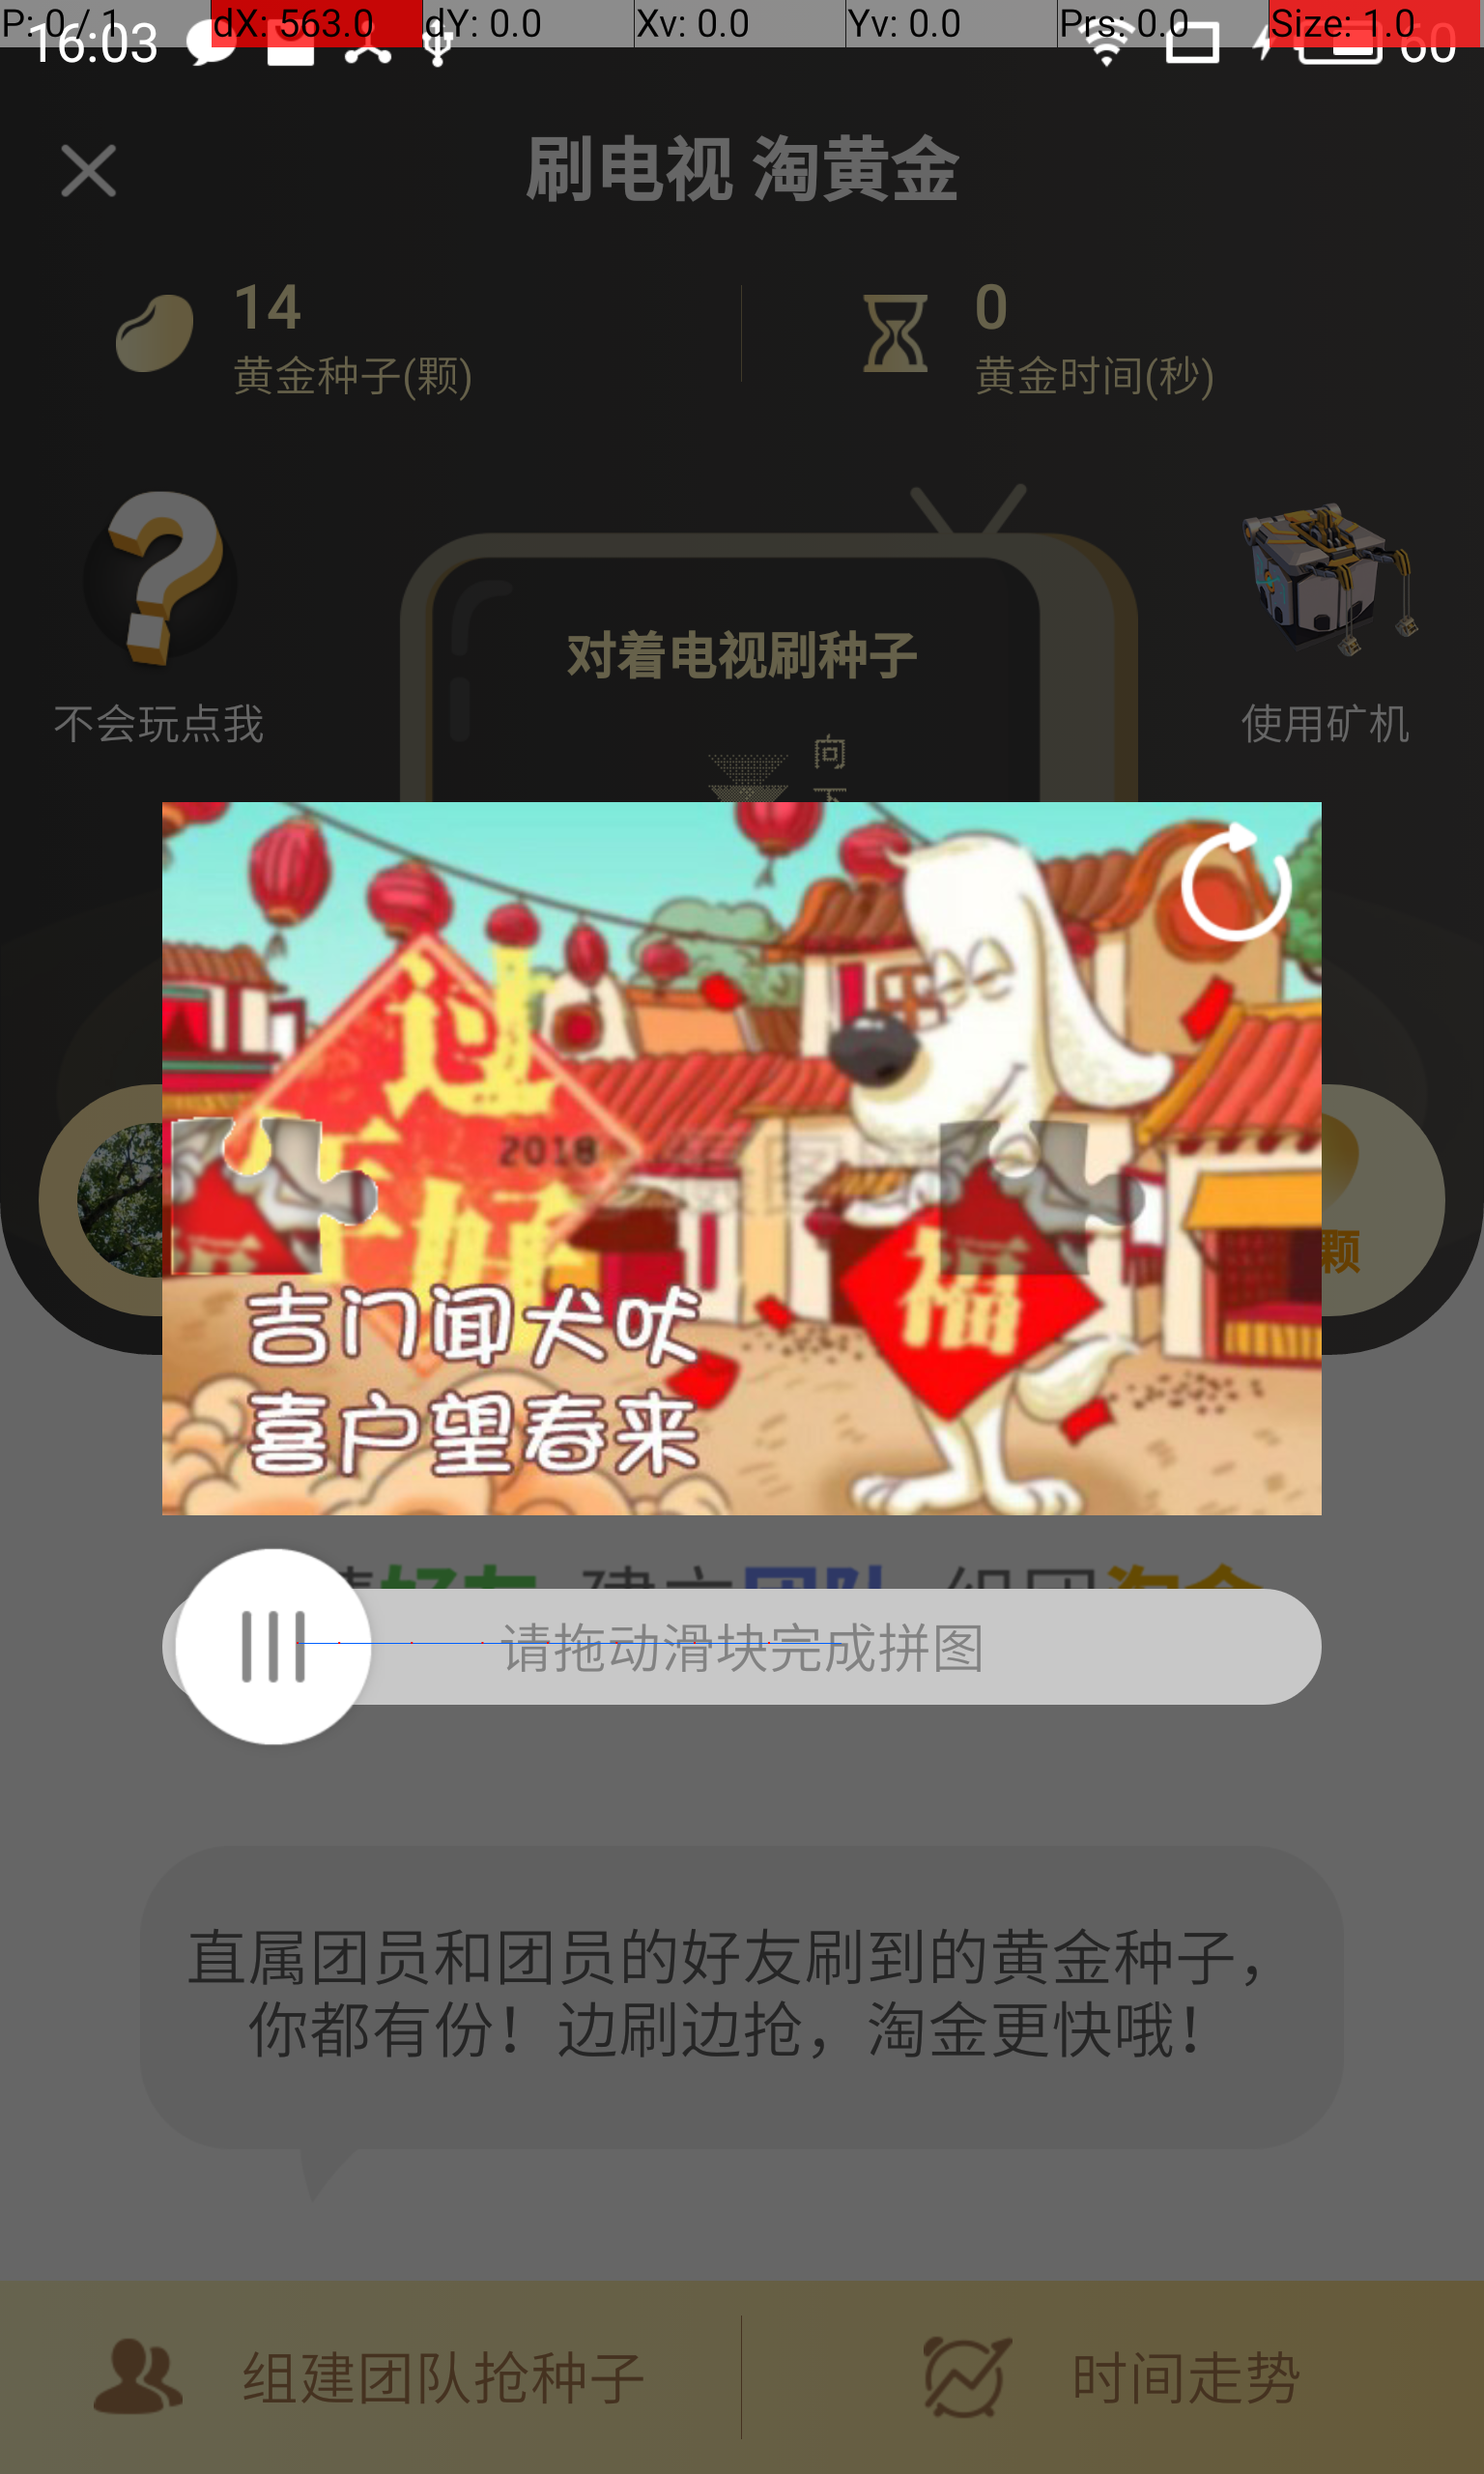 P: 0 / 1 dX: 563.0 dY: 0.0 Xv: 0.0 Yv: 0.0 Prs: 0.0 Size: 1.0
16:03 60
刷电视 淘黄金
14 0
黄金种子(颗) 黄金时间(秒)
对着电视刷种子
不会玩点我 使用矿机
向
下
过
2018
年
好
福
颗
吉门闻犬吠
喜户望春来
请拖动滑块完成拼图
直属团员和团员的好友刷到的黄金种子，
你都有份！边刷边抢，淘金更快哦！
组建团队抢种子 时间走势